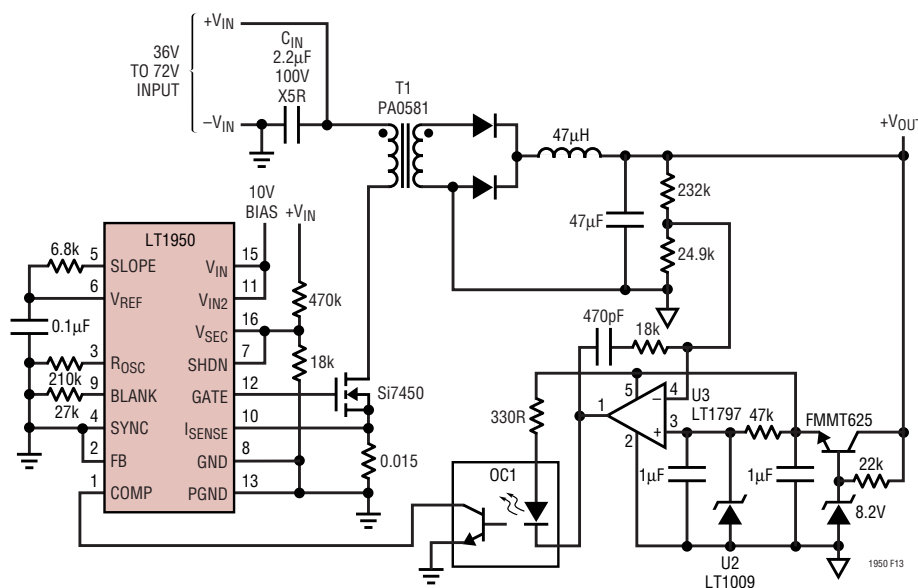 36V
TO 72V
INPUT
+VIN
−VIN
CIN
2.2µF
100V
X5R
T1
PA0581
47µH
+VOUT
232k
47µF
24.9k
10V
BIAS
+VIN
LT1950
6.8k
5
SLOPE
6
VREF
0.1µF
3
ROSC
210k
9
BLANK
27k
4
SYNC
2
FB
1
COMP
15
VIN
11
VIN2
16
VSEC
7
SHDN
12
GATE
10
ISENSE
8
GND
13
PGND
470k
18k
Si7450
0.015
470pF
18k
330R
1
5
4
−
U3
LT1797
3
+
2
47k
FMMT625
1µF
1µF
22k
8.2V
U2
LT1009
OC1
1950 F13